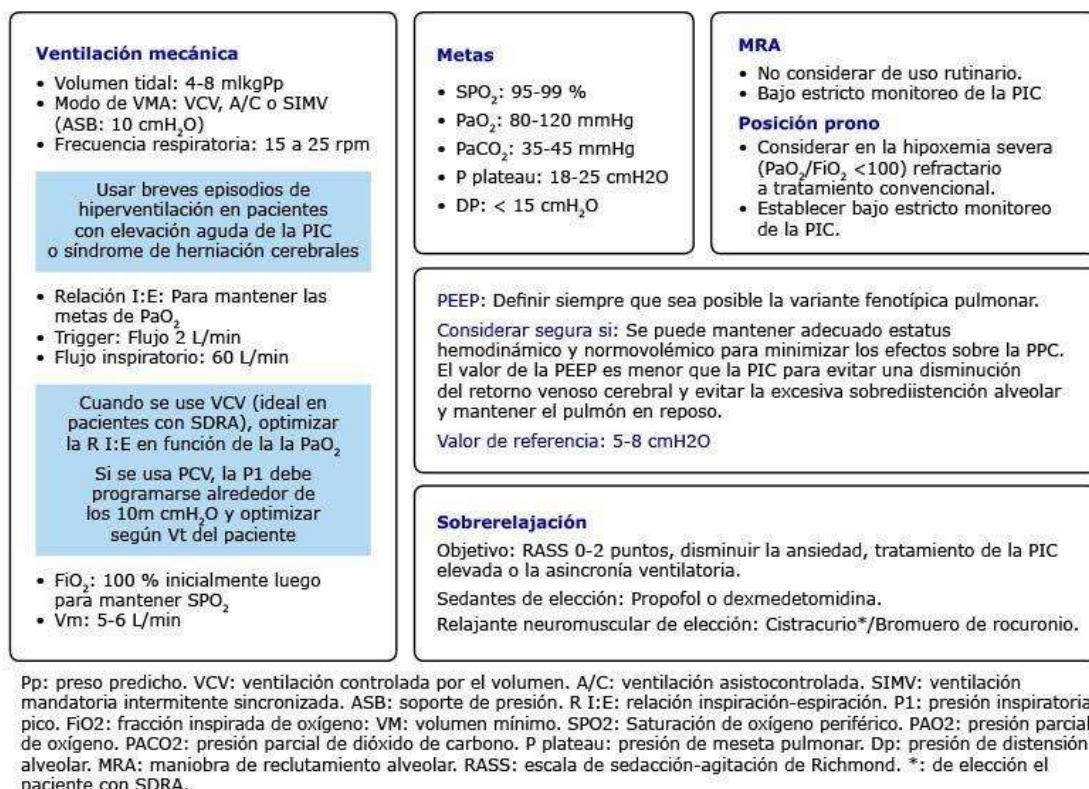 Ventilación mecánica
• Volumen tidal: 4-8 mlkgPp
• Modo de VMA: VCV, A/C o SIMV
(ASB: 10 cmH₂O)
• Frecuencia respiratoria: 15 a 25 rpm
Usar breves episodios de
hiperventilación en pacientes
con elevación aguda de la PIC
o síndrome de herniación cerebrales
• Relación I:E: Para mantener las
metas de PaO₂
• Trigger: Flujo 2 L/min
• Flujo inspiratorio: 60 L/min
Cuando se use VCV (ideal en
pacientes con SDRA), optimizar
la R I:E en función de la la PaO₂
Si se usa PCV, la P1 debe
programarse alrededor de
los 10m cmH₂O y optimizar
según Vt del paciente
• FiO₂: 100 % inicialmente luego
para mantener SPO₂
• Vm: 5-6 L/min
Metas
• SPO₂: 95-99 %
• PaO₂: 80-120 mmHg
• PaCO₂: 35-45 mmHg
• P plateau: 18-25 cmH2O
• DP: < 15 cmH₂O
MRA
• No considerar de uso rutinario.
• Bajo estricto monitoreo de la PIC
Posición prono
• Considerar en la hipoxemia severa
(PaO₂/FiO₂ <100) refractario
a tratamiento convencional.
• Establecer bajo estricto monitoreo
de la PIC.
PEEP: Definir siempre que sea posible la variante fenotípica pulmonar.
Considerar segura si: Se puede mantener adecuado estatus
hemodinámico y normovolémico para minimizar los efectos sobre la PPC.
El valor de la PEEP es menor que la PIC para evitar una disminución
del retorno venoso cerebral y evitar la excesiva sobrediistención alveolar
y mantener el pulmón en reposo.
Valor de referencia: 5-8 cmH2O
Sobrerelajación
Objetivo: RASS 0-2 puntos, disminuir la ansiedad, tratamiento de la PIC
elevada o la asincronía ventilatoria.
Sedantes de elección: Propofol o dexmedetomidina.
Relajante neuromuscular de elección: Cistracurio*/Bromuero de rocuronio.
Pp: preso predicho. VCV: ventilación controlada por el volumen. A/C: ventilación asistocontrolada. SIMV: ventilación
mandatoria intermitente sincronizada. ASB: soporte de presión. R I:E: relación inspiración-espiración. P1: presión inspiratoria
pico. FiO2: fracción inspirada de oxígeno: VM: volumen mínimo. SPO2: Saturación de oxígeno periférico. PAO2: presión parcial
de oxígeno. PACO2: presión parcial de dióxido de carbono. P plateau: presión de meseta pulmonar. Dp: presión de distensión
alveolar. MRA: maniobra de reclutamiento alveolar. RASS: escala de sedacción-agitación de Richmond. *: de elección el
paciente con SDRA.